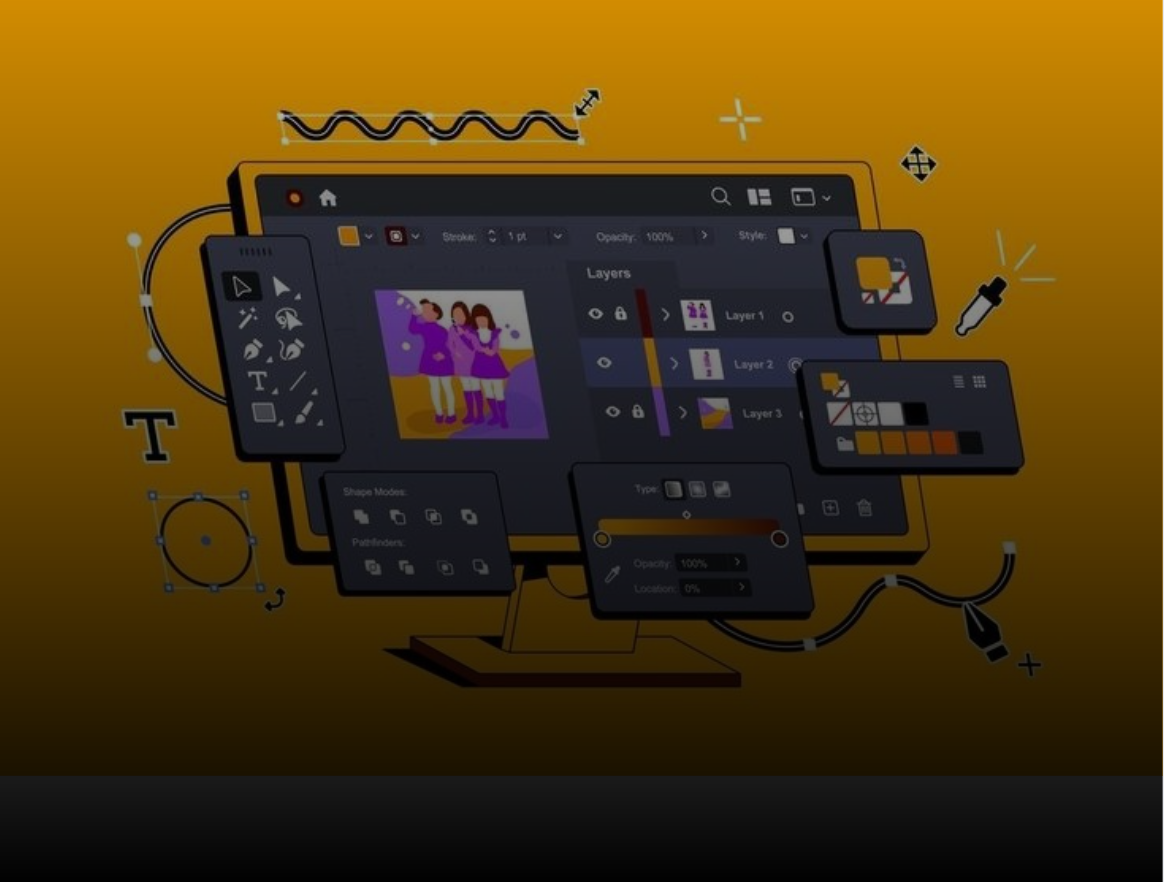 Stroke: 1 pt Opacity: 100% Style:
Layers
Layer 1
Layer 2
Layer 3
T
T
Shape Modes:
Pathfinders:
Type:
Opacity: 100%
Location: 0%